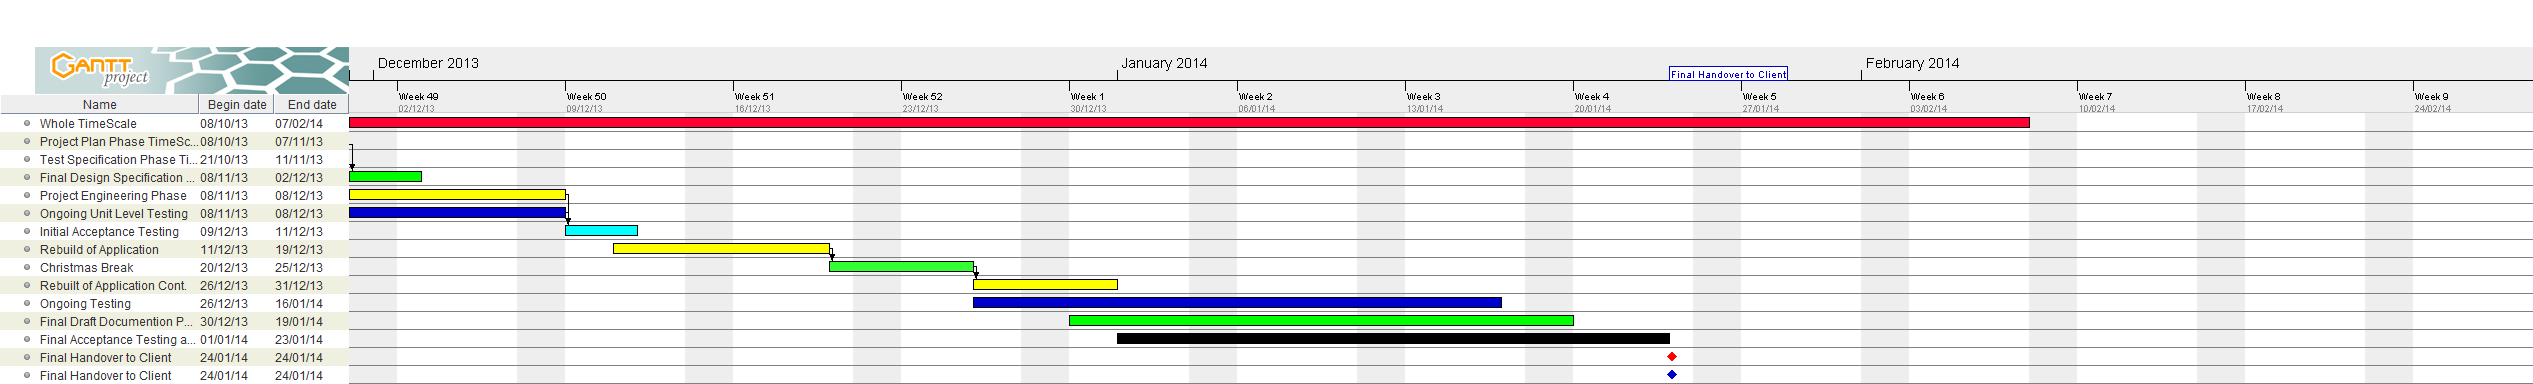 GANTT
project
December 2013 January 2014 February 2014
Final Handover to Client
Week 49 Week 50 Week 51 Week 52 Week 1 Week 2 Week 3 Week 4 Week 5 Week 6 Week 7 Week 8 Week 9
02/12/13 09/12/13 16/12/13 23/12/13 30/12/13 06/01/14 13/01/14 20/01/14 27/01/14 03/02/14 10/02/14 17/02/14 24/02/14
Name Begin date End date
Whole TimeScale 08/10/13 07/02/14
Project Plan Phase TimeSc... 08/10/13 07/11/13
Test Specification Phase Ti... 21/10/13 11/11/13
Final Design Specification ... 08/11/13 02/12/13
Project Engineering Phase 08/11/13 08/12/13
Ongoing Unit Level Testing 08/11/13 08/12/13
Initial Acceptance Testing 09/12/13 11/12/13
Rebuild of Application 11/12/13 19/12/13
Christmas Break 20/12/13 25/12/13
Rebuilt of Application Cont. 26/12/13 31/12/13
Ongoing Testing 26/12/13 16/01/14
Final Draft Documention P... 30/12/13 19/01/14
Final Acceptance Testing a... 01/01/14 23/01/14
Final Handover to Client 24/01/14 24/01/14
Final Handover to Client 24/01/14 24/01/14